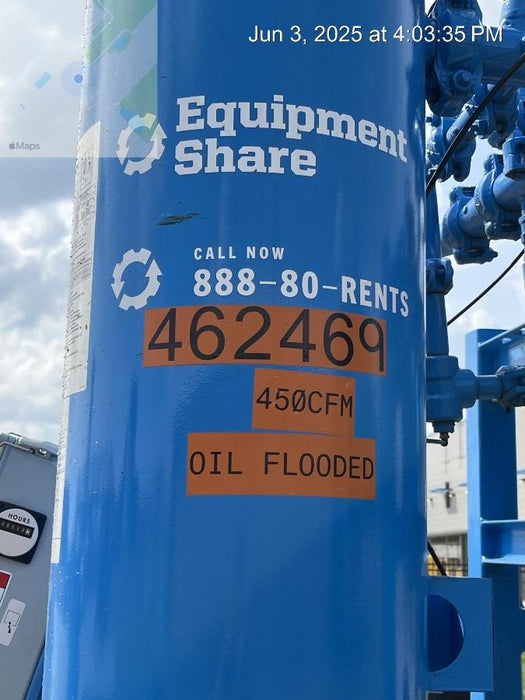 Jun 3, 2025 at 4:03:35 PM
Maps
Equipment
Share
CALL NOW
888-80-RENTS
462469
450CFM
OIL FLOODED
HOURS